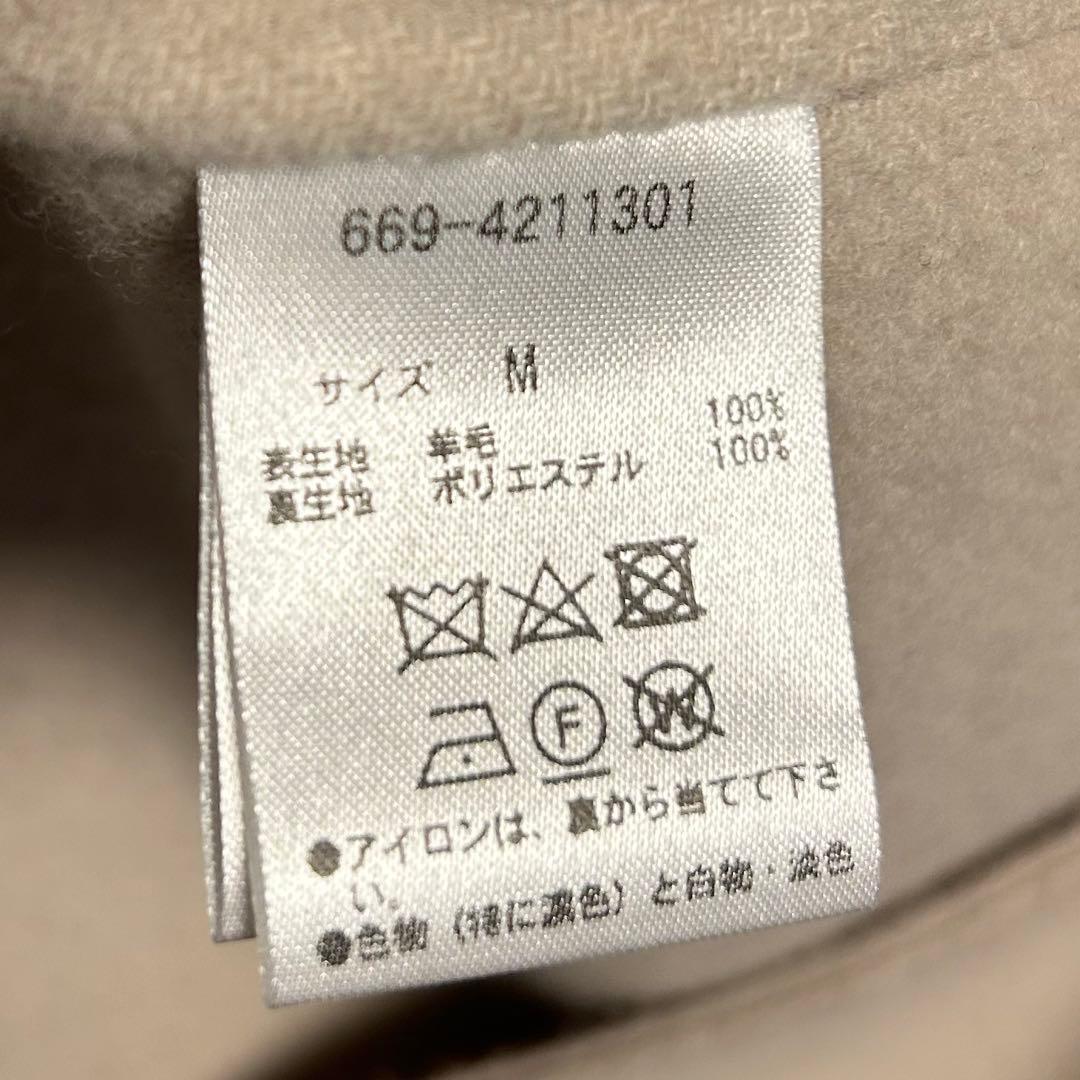 669-4211301
サイズ M
表生地 羊毛 100%
裏生地 ポリエステル 100%
F
W
●アイロンは、裏から当てて下さ
い。
●色物（特に濃色）と白物・淡色